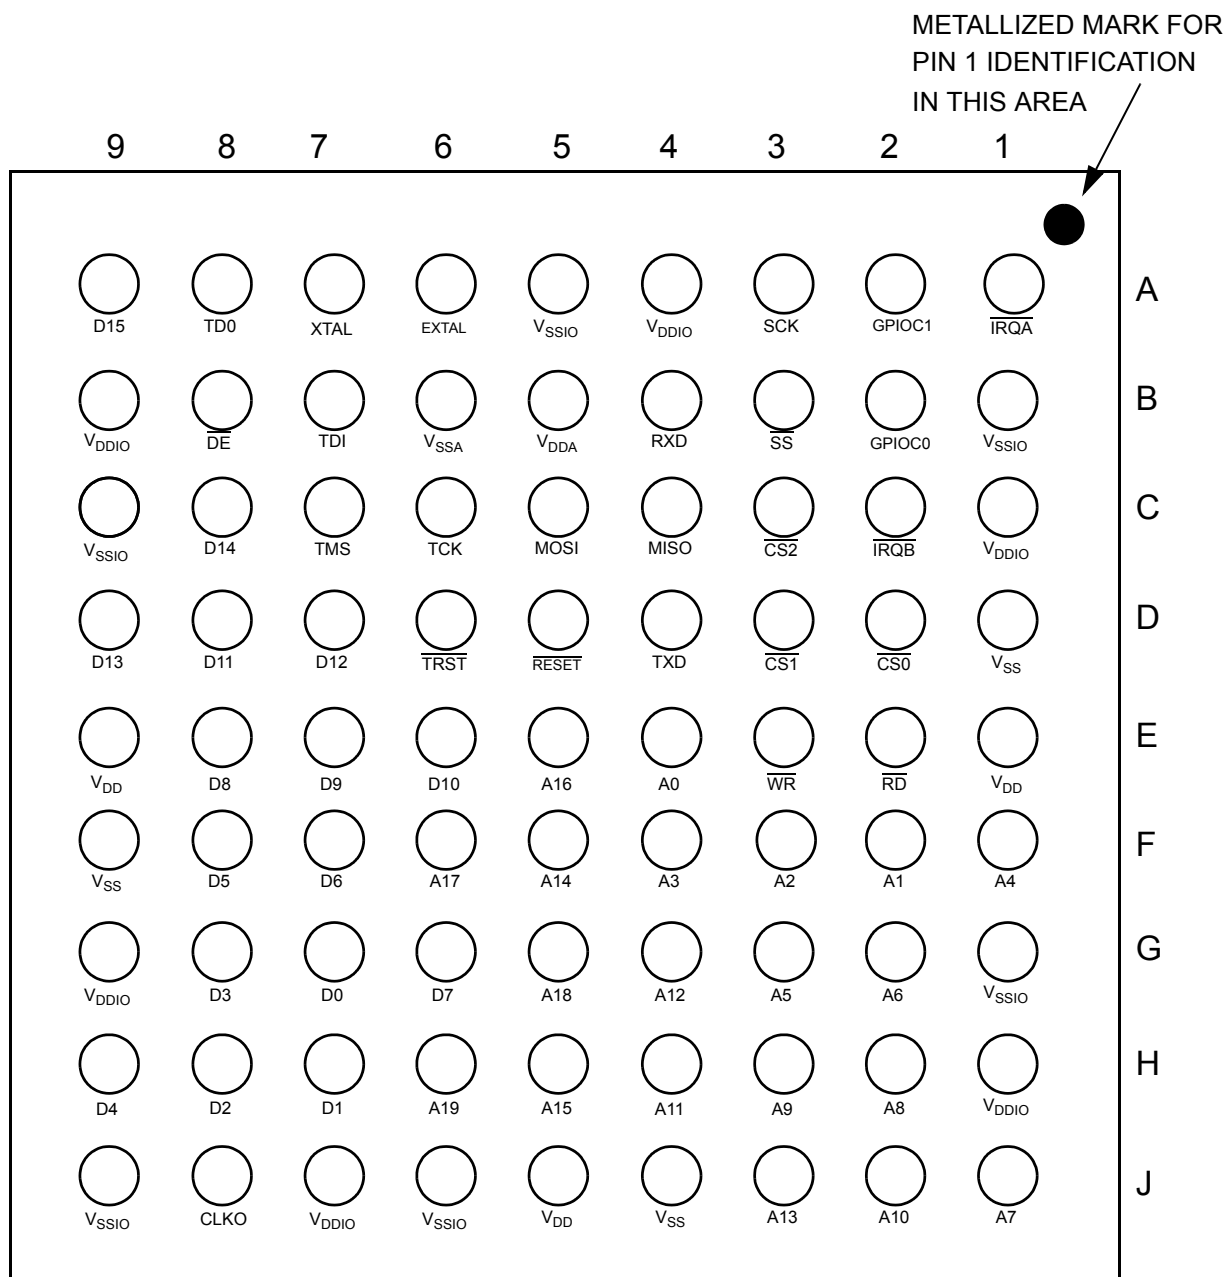 METALLIZED MARK FOR
PIN 1 IDENTIFICATION
IN THIS AREA
9 8 7 6 5 4 3 2 1
A
D15 TD0 XTAL EXTAL VSSIO VDDIO SCK GPIOC1 IRQA
B
VDDIO DE TDI VSSA VDDA RXD SS GPIOC0 VSSIO
C
VSSIO D14 TMS TCK MOSI MISO CS2 IRQB VDDIO
D
D13 D11 D12 TRST RESET TXD CS1 CS0 VSS
E
VDD D8 D9 D10 A16 A0 WR RD VDD
F
VSS D5 D6 A17 A14 A3 A2 A1 A4
G
VDDIO D3 D0 D7 A18 A12 A5 A6 VSSIO
H
D4 D2 D1 A19 A15 A11 A9 A8 VDDIO
J
VSSIO CLKO VDDIO VSSIO VDD VSS A13 A10 A7